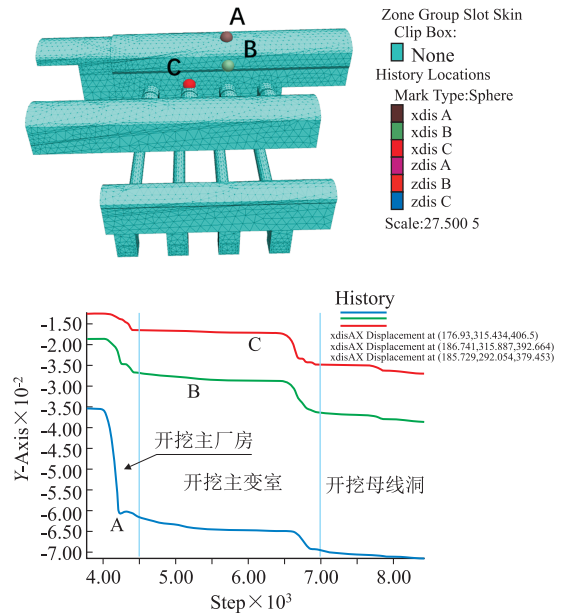 A
B
C
Zone Group Slot Skin
Clip Box:
None
History Locations
Mark Type:Sphere
xdis A
xdis B
xdis C
zdis A
zdis B
zdis C
Scale:27.500 5
History
xdisAX Displacement at (176.93,315.434,406.5)
xdisAX Displacement at (186.741,315.887,392.664)
xdisAX Displacement at (185.729,292.054,379.453)
Y-Axis×10⁻²
-1.50
-2.00
-3.50
-3.00
-3.50
-4.00
-5.50
-5.00
-5.50
-6.00
-6.50
-7.00
C
B
A
开挖主厂房
开挖主变室
开挖母线洞
4.00 5.00 6.00 7.00 8.00
Step×10³